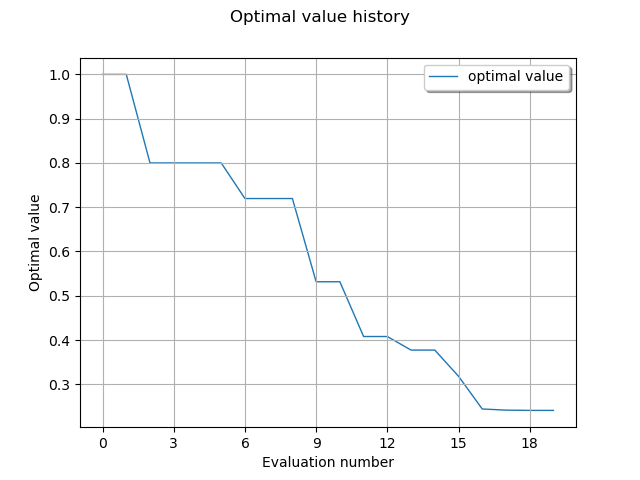 Optimal value history
optimal value
Optimal value
1.0
0.9
0.8
0.7
0.6
0.5
0.4
0.3
0 3 6 9 12 15 18
Evaluation number